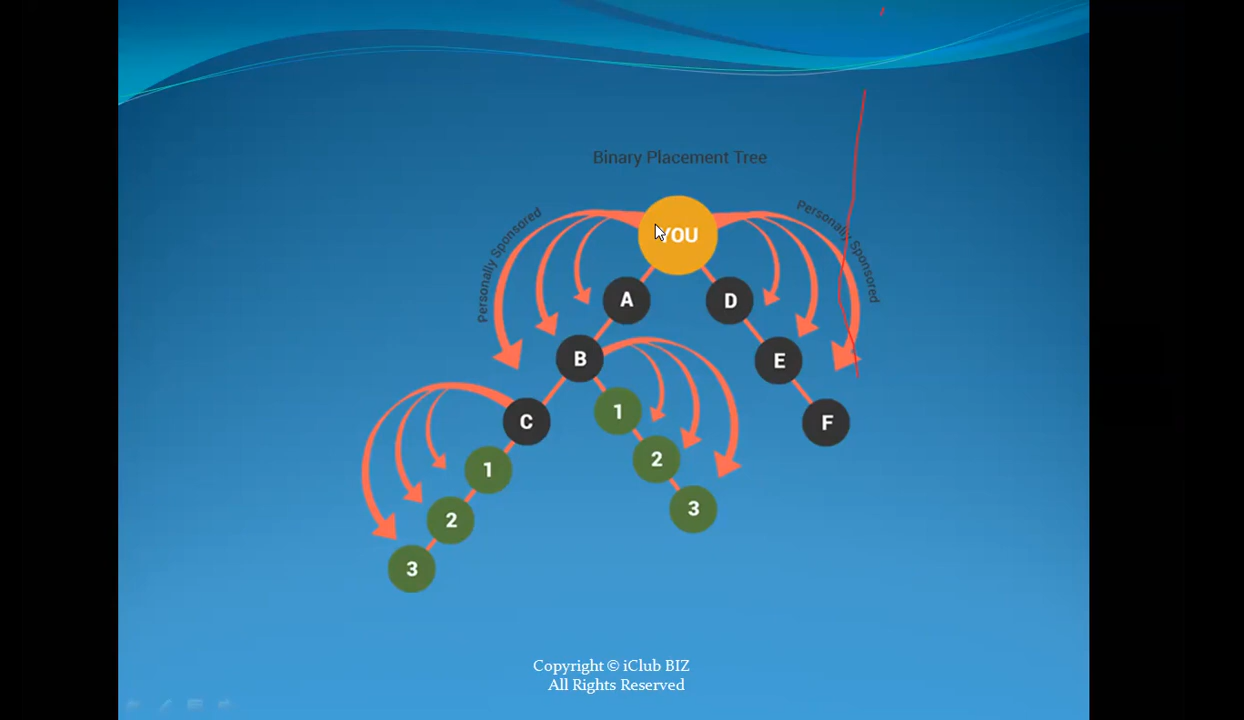 Binary Placement Tree
Personally Sponsored
Personally Sponsored
YOU
A
D
B
E
1
C
F
2
1
3
2
3
Copyright © iClub BIZ
All Rights Reserved